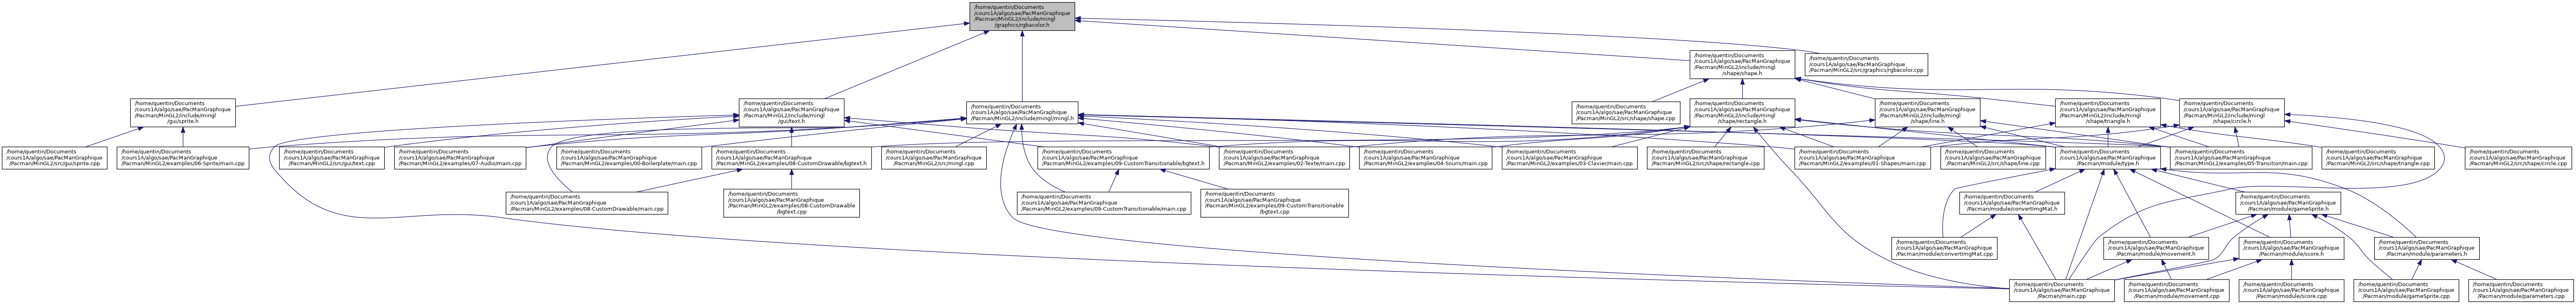 /home/quentin/Documents
/cours1A/algo/sae/PacManGraphique
/Pacman/MinGL2/include/mingl
/graphics/rgbacolor.h
/home/quentin/Documents
/cours1A/algo/sae/PacManGraphique
/Pacman/MinGL2/include/mingl
/shape/shape.h
/home/quentin/Documents
/cours1A/algo/sae/PacManGraphique
/Pacman/MinGL2/src/graphics/rgbacolor.cpp
/home/quentin/Documents
/cours1A/algo/sae/PacManGraphique
/Pacman/MinGL2/include/mingl
/gui/sprite.h
/home/quentin/Documents
/cours1A/algo/sae/PacManGraphique
/Pacman/MinGL2/include/mingl
/gui/text.h
/home/quentin/Documents
/cours1A/algo/sae/PacManGraphique
/Pacman/MinGL2/include/mingl/mingl.h
/home/quentin/Documents
/cours1A/algo/sae/PacManGraphique
/Pacman/MinGL2/src/shape/shape.cpp
/home/quentin/Documents
/cours1A/algo/sae/PacManGraphique
/Pacman/MinGL2/include/mingl
/shape/rectangle.h
/home/quentin/Documents
/cours1A/algo/sae/PacManGraphique
/Pacman/MinGL2/include/mingl
/shape/line.h
/home/quentin/Documents
/cours1A/algo/sae/PacManGraphique
/Pacman/MinGL2/include/mingl
/shape/triangle.h
/home/quentin/Documents
/cours1A/algo/sae/PacManGraphique
/Pacman/MinGL2/include/mingl
/shape/circle.h
/home/quentin/Documents
/cours1A/algo/sae/PacManGraphique
/Pacman/MinGL2/src/gui/sprite.cpp
/home/quentin/Documents
/cours1A/algo/sae/PacManGraphique
/Pacman/MinGL2/examples/06-Sprite/main.cpp
/home/quentin/Documents
/cours1A/algo/sae/PacManGraphique
/Pacman/MinGL2/src/gui/text.cpp
/home/quentin/Documents
/cours1A/algo/sae/PacManGraphique
/Pacman/MinGL2/examples/07-Audio/main.cpp
/home/quentin/Documents
/cours1A/algo/sae/PacManGraphique
/Pacman/MinGL2/examples/00-Boilerplate/main.cpp
/home/quentin/Documents
/cours1A/algo/sae/PacManGraphique
/Pacman/MinGL2/examples/08-CustomDrawable/bgtext.h
/home/quentin/Documents
/cours1A/algo/sae/PacManGraphique
/Pacman/MinGL2/src/mingl.cpp
/home/quentin/Documents
/cours1A/algo/sae/PacManGraphique
/Pacman/MinGL2/examples/09-CustomTransitionable/bgtext.h
/home/quentin/Documents
/cours1A/algo/sae/PacManGraphique
/Pacman/MinGL2/examples/02-Texte/main.cpp
/home/quentin/Documents
/cours1A/algo/sae/PacManGraphique
/Pacman/MinGL2/examples/04-Souris/main.cpp
/home/quentin/Documents
/cours1A/algo/sae/PacManGraphique
/Pacman/MinGL2/examples/03-Clavier/main.cpp
/home/quentin/Documents
/cours1A/algo/sae/PacManGraphique
/Pacman/MinGL2/src/shape/rectangle.cpp
/home/quentin/Documents
/cours1A/algo/sae/PacManGraphique
/Pacman/MinGL2/examples/01-Shapes/main.cpp
/home/quentin/Documents
/cours1A/algo/sae/PacManGraphique
/Pacman/MinGL2/src/shape/line.cpp
/home/quentin/Documents
/cours1A/algo/sae/PacManGraphique
/Pacman/module/type.h
/home/quentin/Documents
/cours1A/algo/sae/PacManGraphique
/Pacman/MinGL2/examples/05-Transition/main.cpp
/home/quentin/Documents
/cours1A/algo/sae/PacManGraphique
/Pacman/MinGL2/src/shape/triangle.cpp
/home/quentin/Documents
/cours1A/algo/sae/PacManGraphique
/Pacman/MinGL2/src/shape/circle.cpp
/home/quentin/Documents
/cours1A/algo/sae/PacManGraphique
/Pacman/MinGL2/examples/08-CustomDrawable/main.cpp
/home/quentin/Documents
/cours1A/algo/sae/PacManGraphique
/Pacman/MinGL2/examples/08-CustomDrawable
/bgtext.cpp
/home/quentin/Documents
/cours1A/algo/sae/PacManGraphique
/Pacman/MinGL2/examples/09-CustomTransitionable/main.cpp
/home/quentin/Documents
/cours1A/algo/sae/PacManGraphique
/Pacman/MinGL2/examples/09-CustomTransitionable
/bgtext.cpp
/home/quentin/Documents
/cours1A/algo/sae/PacManGraphique
/Pacman/module/convertImgMat.h
/home/quentin/Documents
/cours1A/algo/sae/PacManGraphique
/Pacman/module/gameSprite.h
/home/quentin/Documents
/cours1A/algo/sae/PacManGraphique
/Pacman/module/convertImgMat.cpp
/home/quentin/Documents
/cours1A/algo/sae/PacManGraphique
/Pacman/module/movement.h
/home/quentin/Documents
/cours1A/algo/sae/PacManGraphique
/Pacman/module/score.h
/home/quentin/Documents
/cours1A/algo/sae/PacManGraphique
/Pacman/module/parameters.h
/home/quentin/Documents
/cours1A/algo/sae/PacManGraphique
/Pacman/main.cpp
/home/quentin/Documents
/cours1A/algo/sae/PacManGraphique
/Pacman/module/movement.cpp
/home/quentin/Documents
/cours1A/algo/sae/PacManGraphique
/Pacman/module/score.cpp
/home/quentin/Documents
/cours1A/algo/sae/PacManGraphique
/Pacman/module/gameSprite.cpp
/home/quentin/Documents
/cours1A/algo/sae/PacManGraphique
/Pacman/module/parameters.cpp